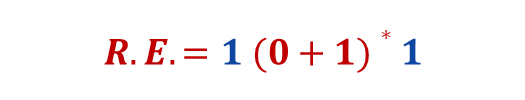 R. E. = 1 (0 + 1) * 1